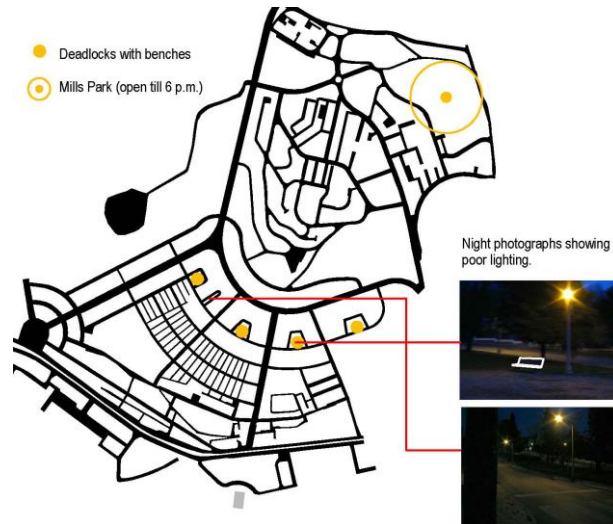 Deadlocks with benches
Mills Park (open till 6 p.m.)
Night photographs showing
poor lighting.